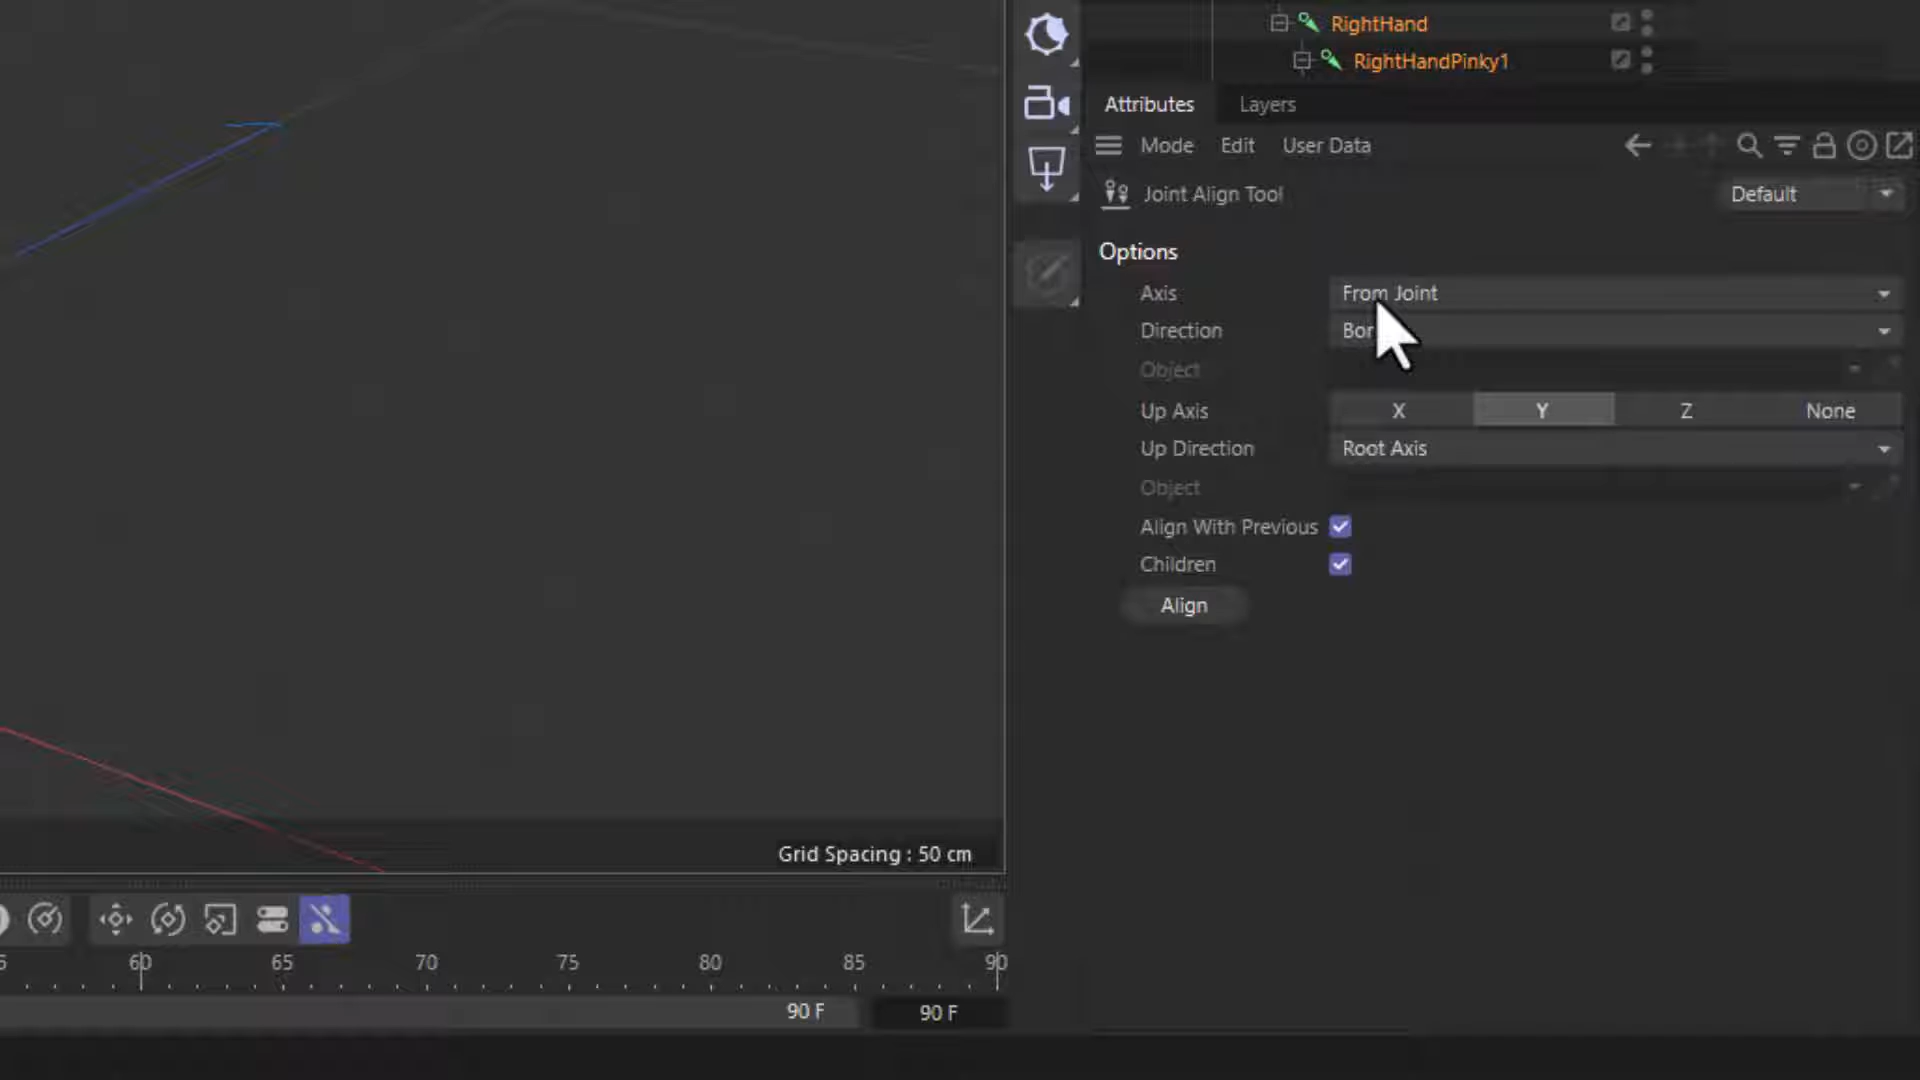 RightHand
RightHandPinky1
Attributes Layers
Mode Edit User Data
Joint Align Tool Default
Options
Axis From Joint
Direction
Object
Up Axis X Y Z None
Up Direction Root Axis
Object
Align With Previous
Children
Align
Grid Spacing : 50 cm
60 65 70 75 80 85 90
90 F 90 F